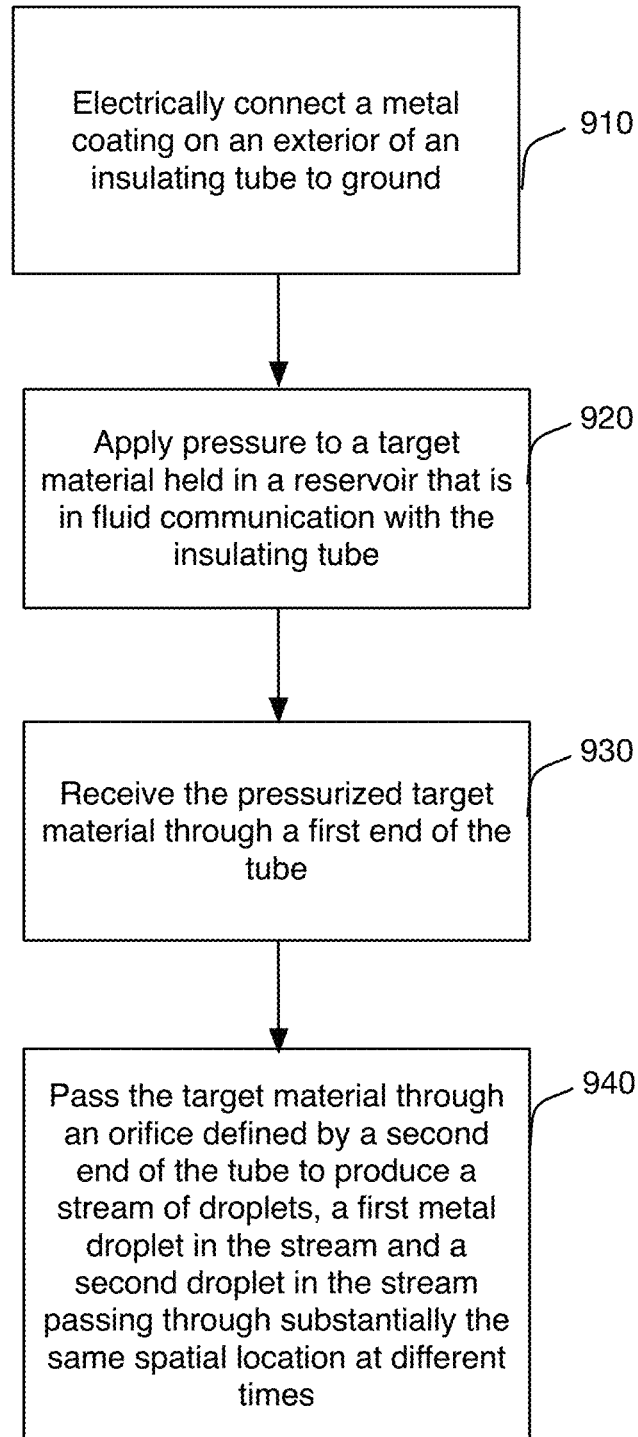 Electrically connect a metal
coating on an exterior of an
insulating tube to ground
910
Apply pressure to a target
material held in a reservoir that is
in fluid communication with the
insulating tube
920
Receive the pressurized target
material through a first end of the
tube
930
Pass the target material through
an orifice defined by a second
end of the tube to produce a
stream of droplets, a first metal
droplet in the stream and a
second droplet in the stream
passing through substantially the
same spatial location at different
times
940